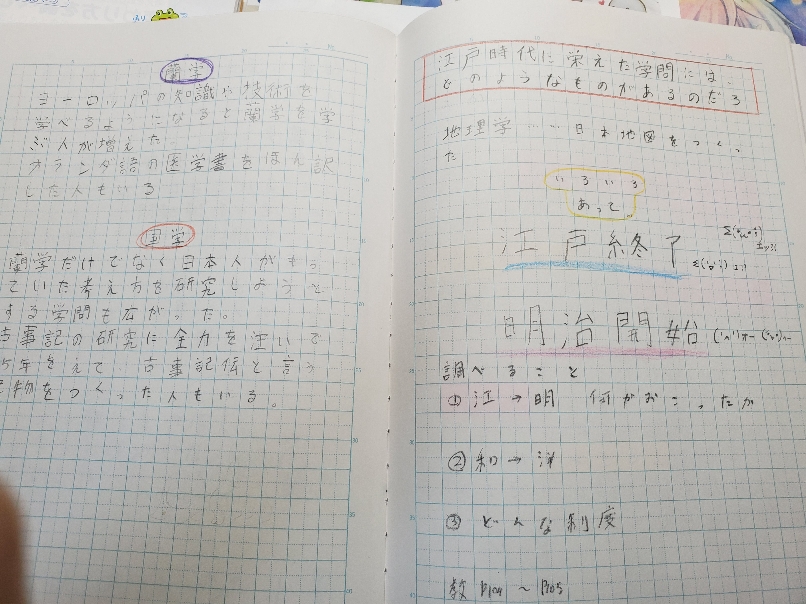 蘭学
ヨーロッパの知識や技術を
学べるようになると蘭学を学
ぶ人が増えた
オランダ語の医学書をほん訳
した人もいる
国学
蘭学だけでなく日本人がもっ
ていた考え方を研究しようと
する学問も広がった。
古事記の研究に全力を注いで
年をえて 古事記伝と言う
物をつくった人もいる。
江戸時代に栄えた学問には、
どのようなものがあるのだろ
地理学……日本地図をつくっ
た
いろいろ
あって。
江戸終了
明治開始
調べること
① 江→明 何がおこったか
② 和→洋
③ どんな制度
教 P104～P105